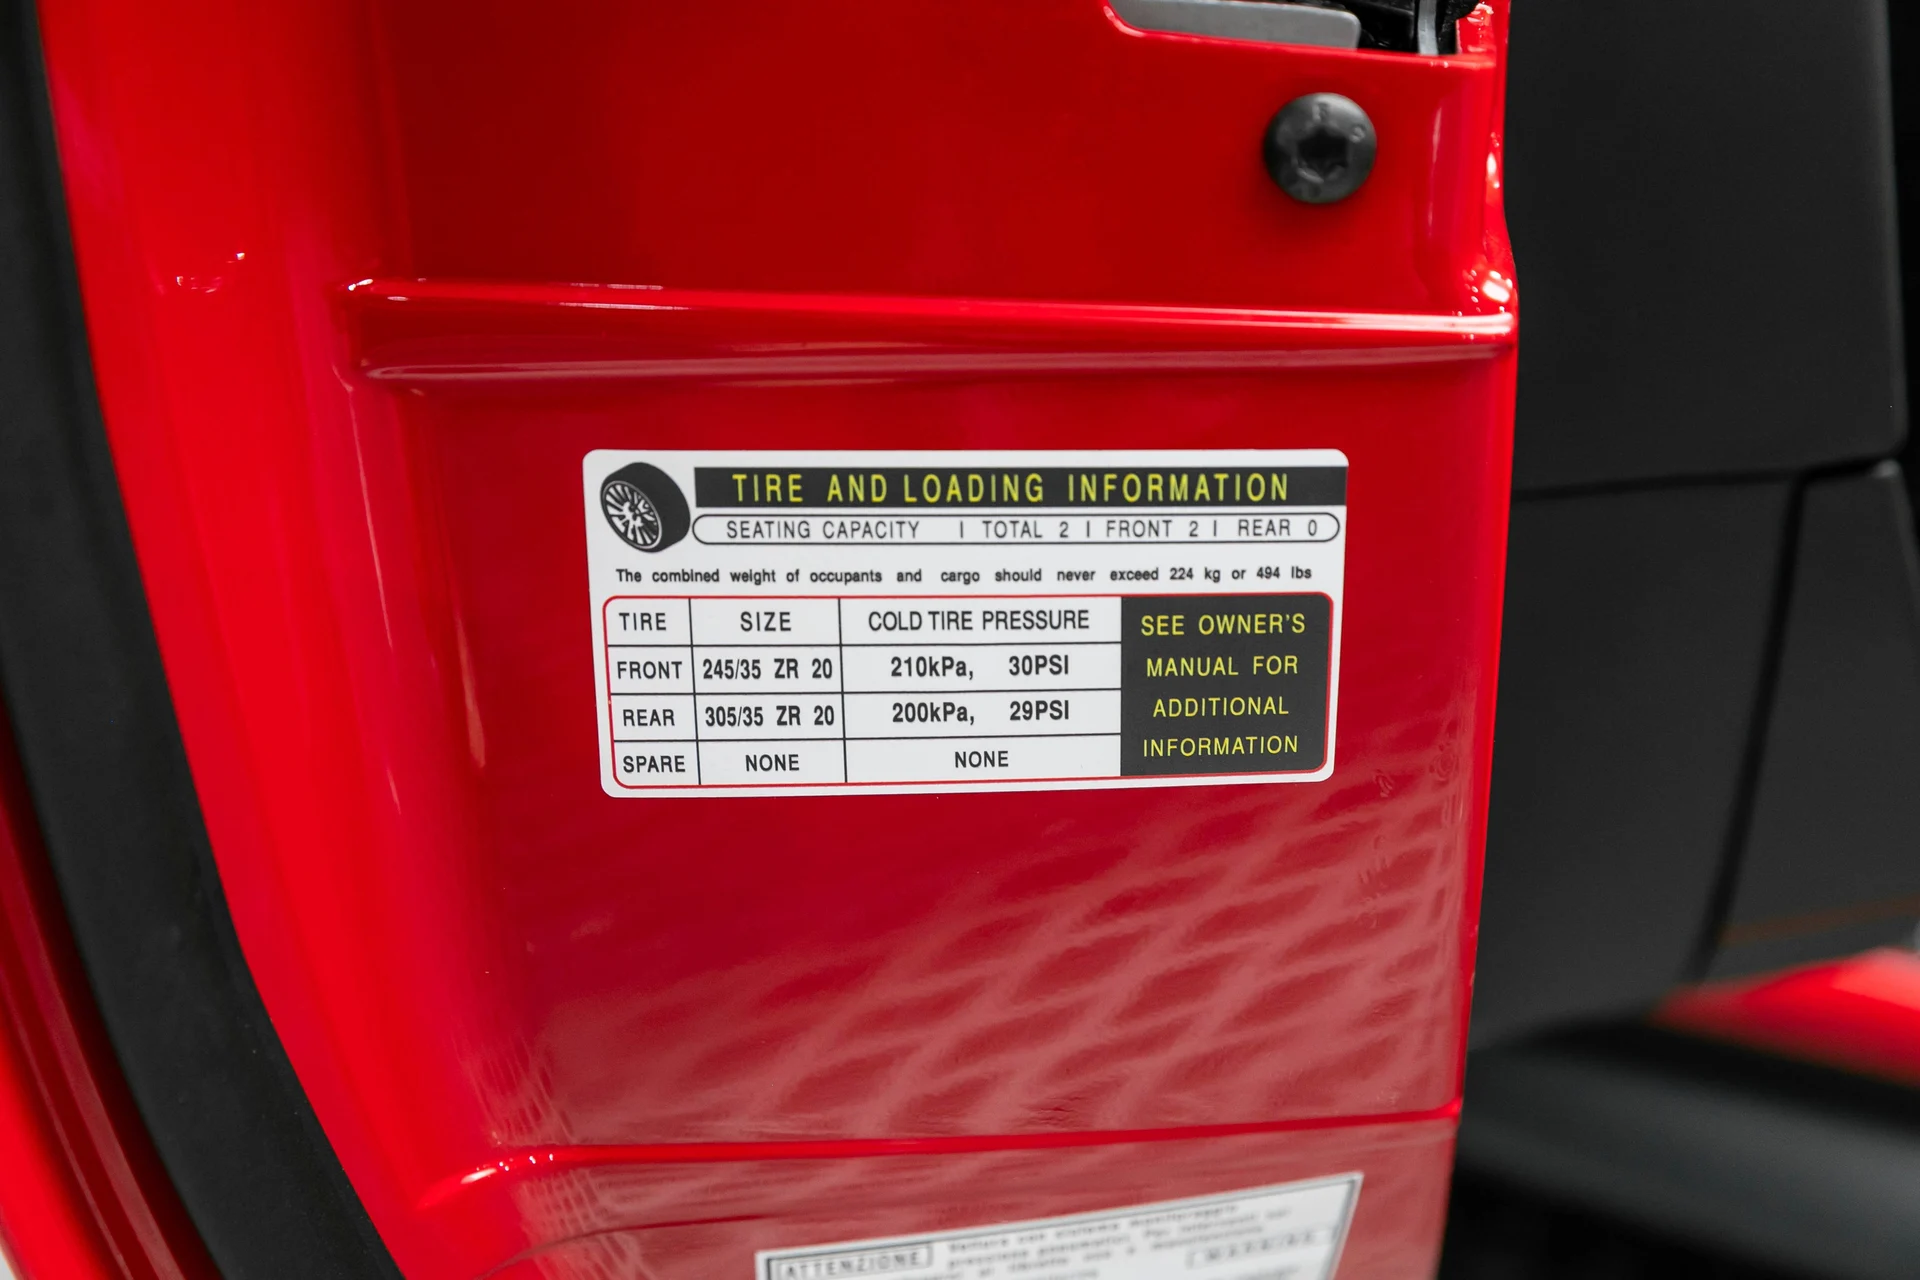 TIRE AND LOADING INFORMATION
SEATING CAPACITY | TOTAL 2 | FRONT 2 | REAR 0
The combined weight of occupants and cargo should never exceed 224 kg or 494 lbs
TIRE SIZE COLD TIRE PRESSURE
FRONT 245/35 ZR 20 210kPa, 30PSI
REAR 305/35 ZR 20 200kPa, 29PSI
SPARE NONE NONE
SEE OWNER'S
MANUAL FOR
ADDITIONAL
INFORMATION
ATTENZIONE